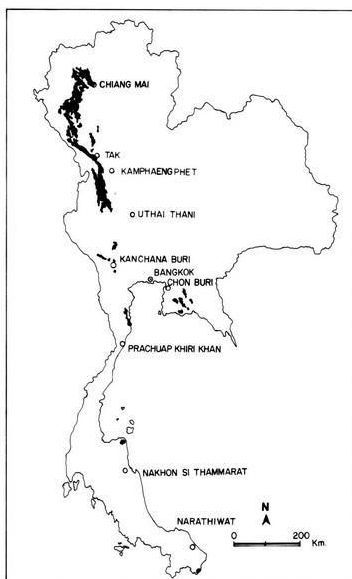 CHIANG MAI
TAK
KAMPHAENGPHET
UTHAI THANI
KANCHANA BURI
BANGKOK
CHON BURI
PRACHUAP KHIRI KHAN
NAKHON SI THAMMARAT
NARATHIWAT
N
0 200
Km.